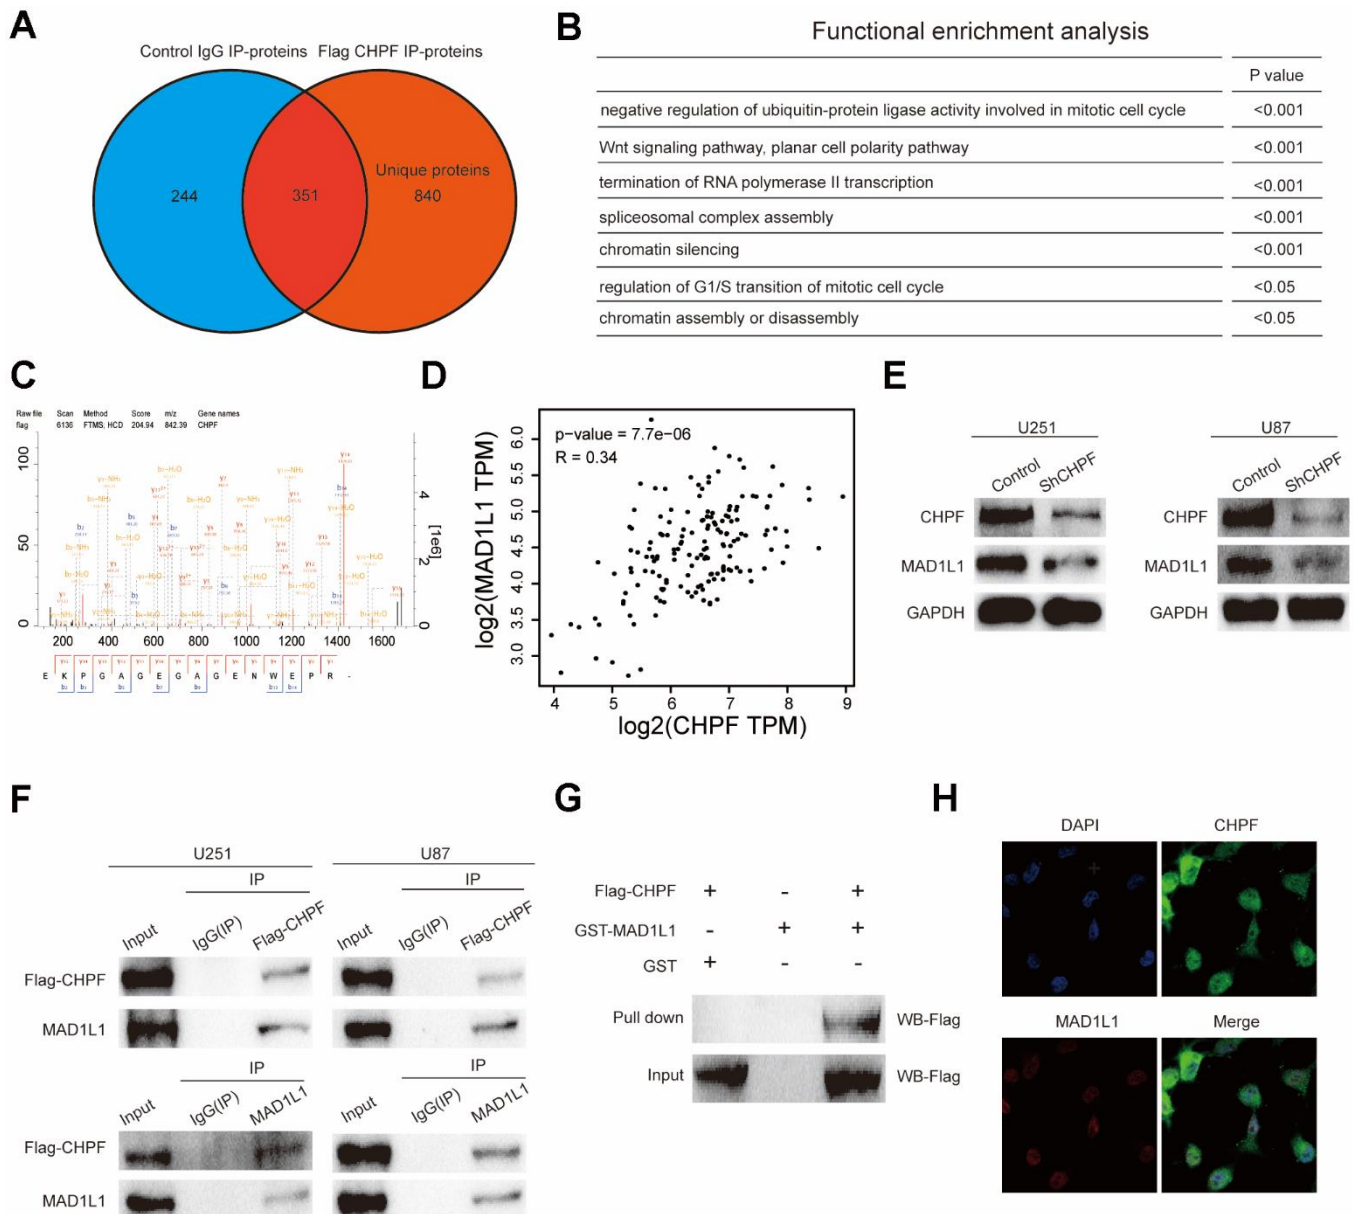 A
Control IgG IP-proteins Flag CHPF IP-proteins
Unique proteins
244 351 840
B
Functional enrichment analysis
P value
negative regulation of ubiquitin-protein ligase activity involved in mitotic cell cycle <0.001
Wnt signaling pathway, planar cell polarity pathway <0.001
termination of RNA polymerase II transcription <0.001
spliceosomal complex assembly <0.001
chromatin silencing <0.001
regulation of G1/S transition of mitotic cell cycle <0.05
chromatin assembly or disassembly <0.05
C
Raw file Scan Method Score m/z Gene names
flag 6136 FTMS, HCD 204.94 842.39 CHPF
100
50
0
4
2
0
[1e6]
200 400 600 800 1000 1200 1400 1600
E K P G A G E G A G E N W E P R -
D
p-value = 7.7e-06
R = 0.34
log2(MAD1L1 TPM)
6.0
5.5
5.0
4.5
4.0
3.5
3.0
4 5 6 7 8 9
log2(CHPF TPM)
E
U251 U87
Control ShCHPF Control ShCHPF
CHPF CHPF
MAD1L1 MAD1L1
GAPDH GAPDH
F
U251 U87
IP IP
Input IgG(IP) Flag-CHPF Input IgG(IP) Flag-CHPF
Flag-CHPF
MAD1L1
IP IP
Input IgG(IP) MAD1L1 Input IgG(IP) MAD1L1
Flag-CHPF
MAD1L1
G
Flag-CHPF + - +
GST-MAD1L1 - + +
GST + - -
Pull down WB-Flag
Input WB-Flag
H
DAPI CHPF
MAD1L1 Merge